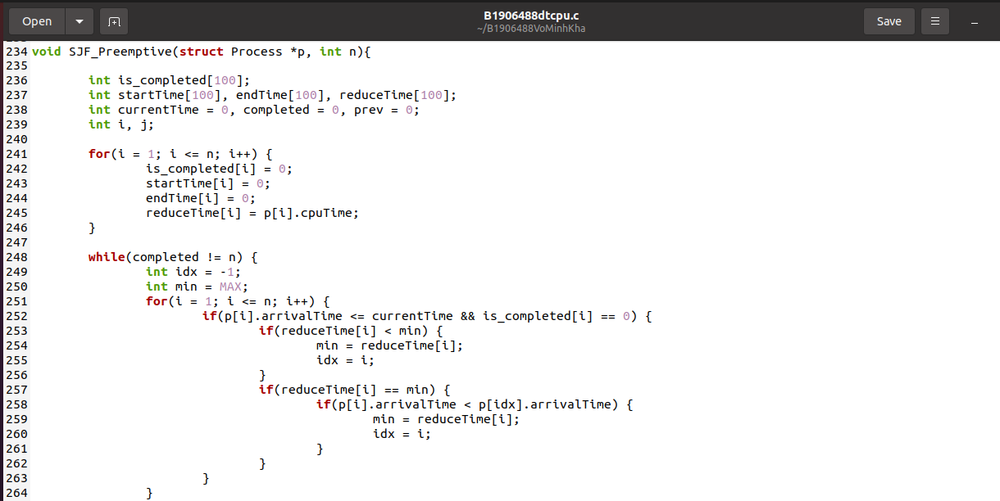 Open
B1906488dtcpu.c
~/B1906488VoMinhKha
Save
234 void SJF_Preemptive(struct Process *p, int n){
235
236 int is_completed[100];
237 int startTime[100], endTime[100], reduceTime[100];
238 int currentTime = 0, completed = 0, prev = 0;
239 int i, j;
240
241 for(i = 1; i <= n; i++) {
242 is_completed[i] = 0;
243 startTime[i] = 0;
244 endTime[i] = 0;
245 reduceTime[i] = p[i].cpuTime;
246 }
247
248 while(completed != n) {
249 int idx = -1;
250 int min = MAX;
251 for(i = 1; i <= n; i++) {
252 if(p[i].arrivalTime <= currentTime && is_completed[i] == 0) {
253 if(reduceTime[i] < min) {
254 min = reduceTime[i];
255 idx = i;
256 }
257 if(reduceTime[i] == min) {
258 if(p[i].arrivalTime < p[idx].arrivalTime) {
259 min = reduceTime[i];
260 idx = i;
261 }
262 }
263 }
264 }